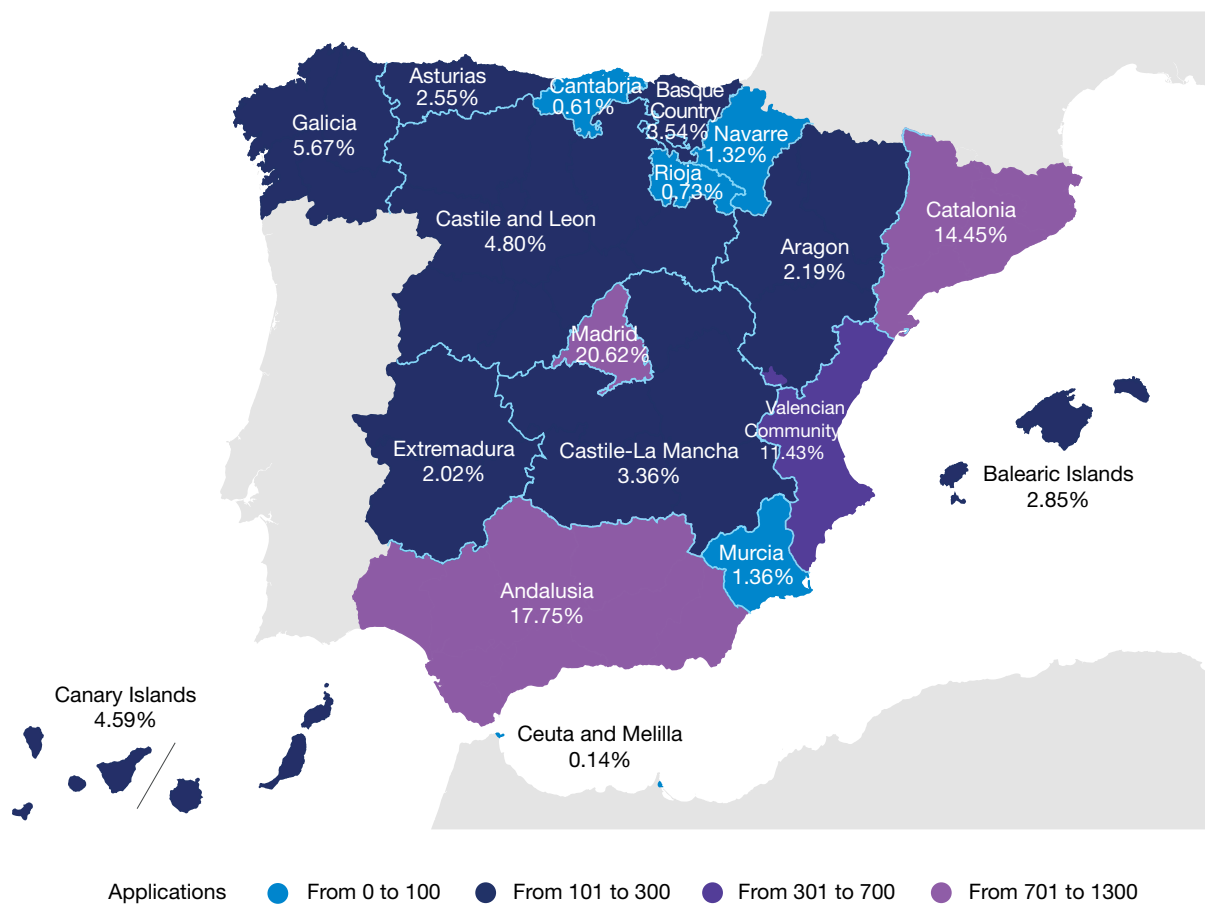 Asturias
2.55%
Cantabria
0.61%
Basque
Country
3.54%
Galicia
5.67%
Navarre
1.32%
Rioja
0.73%
Castile and Leon
4.80%
Aragon
2.19%
Catalonia
14.45%
Madrid
20.62%
Valencian
Community
11.43%
Extremadura
2.02%
Castile-La Mancha
3.36%
Balearic Islands
2.85%
Murcia
1.36%
Andalusia
17.75%
Canary Islands
4.59%
Ceuta and Melilla
0.14%
Applications
From 0 to 100
From 101 to 300
From 301 to 700
From 701 to 1300